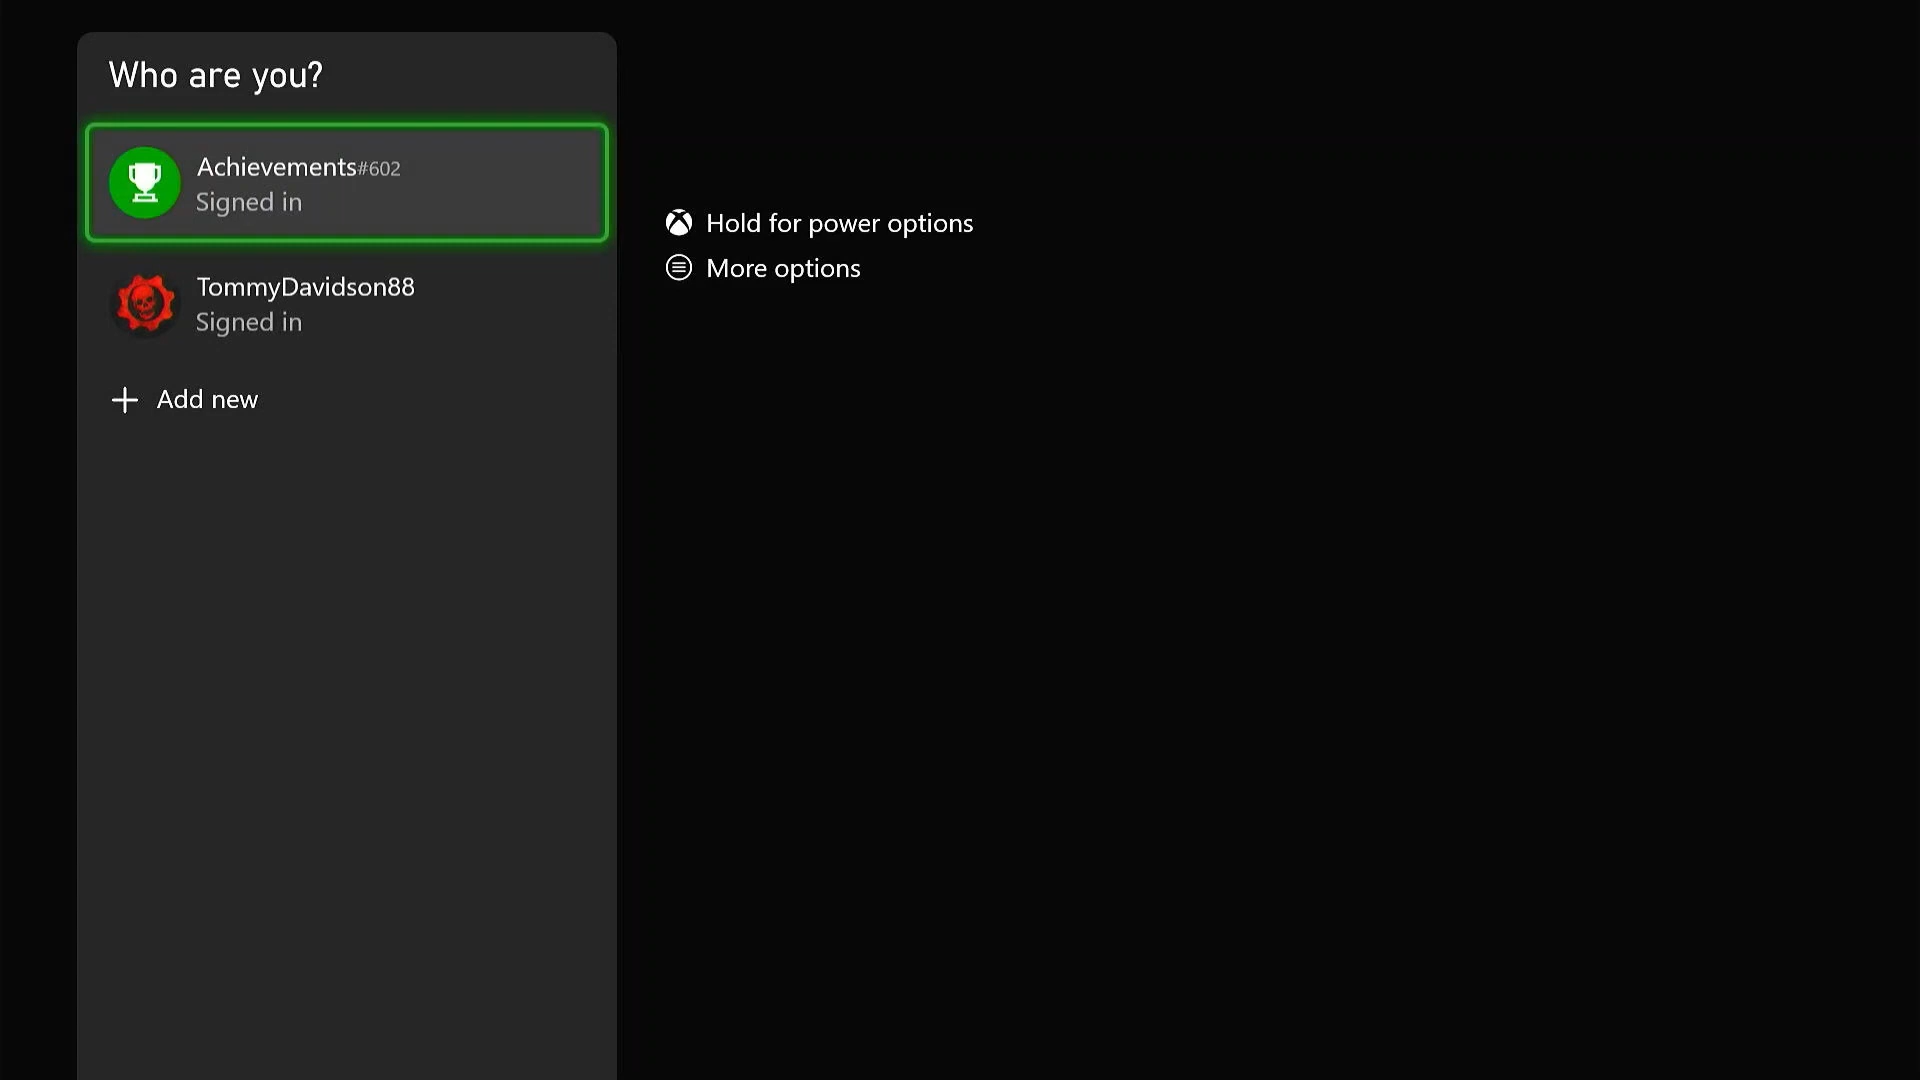 Who are you?
Achievements#602
Signed in
Hold for power options
More options
TommyDavidson88
Signed in
Add new